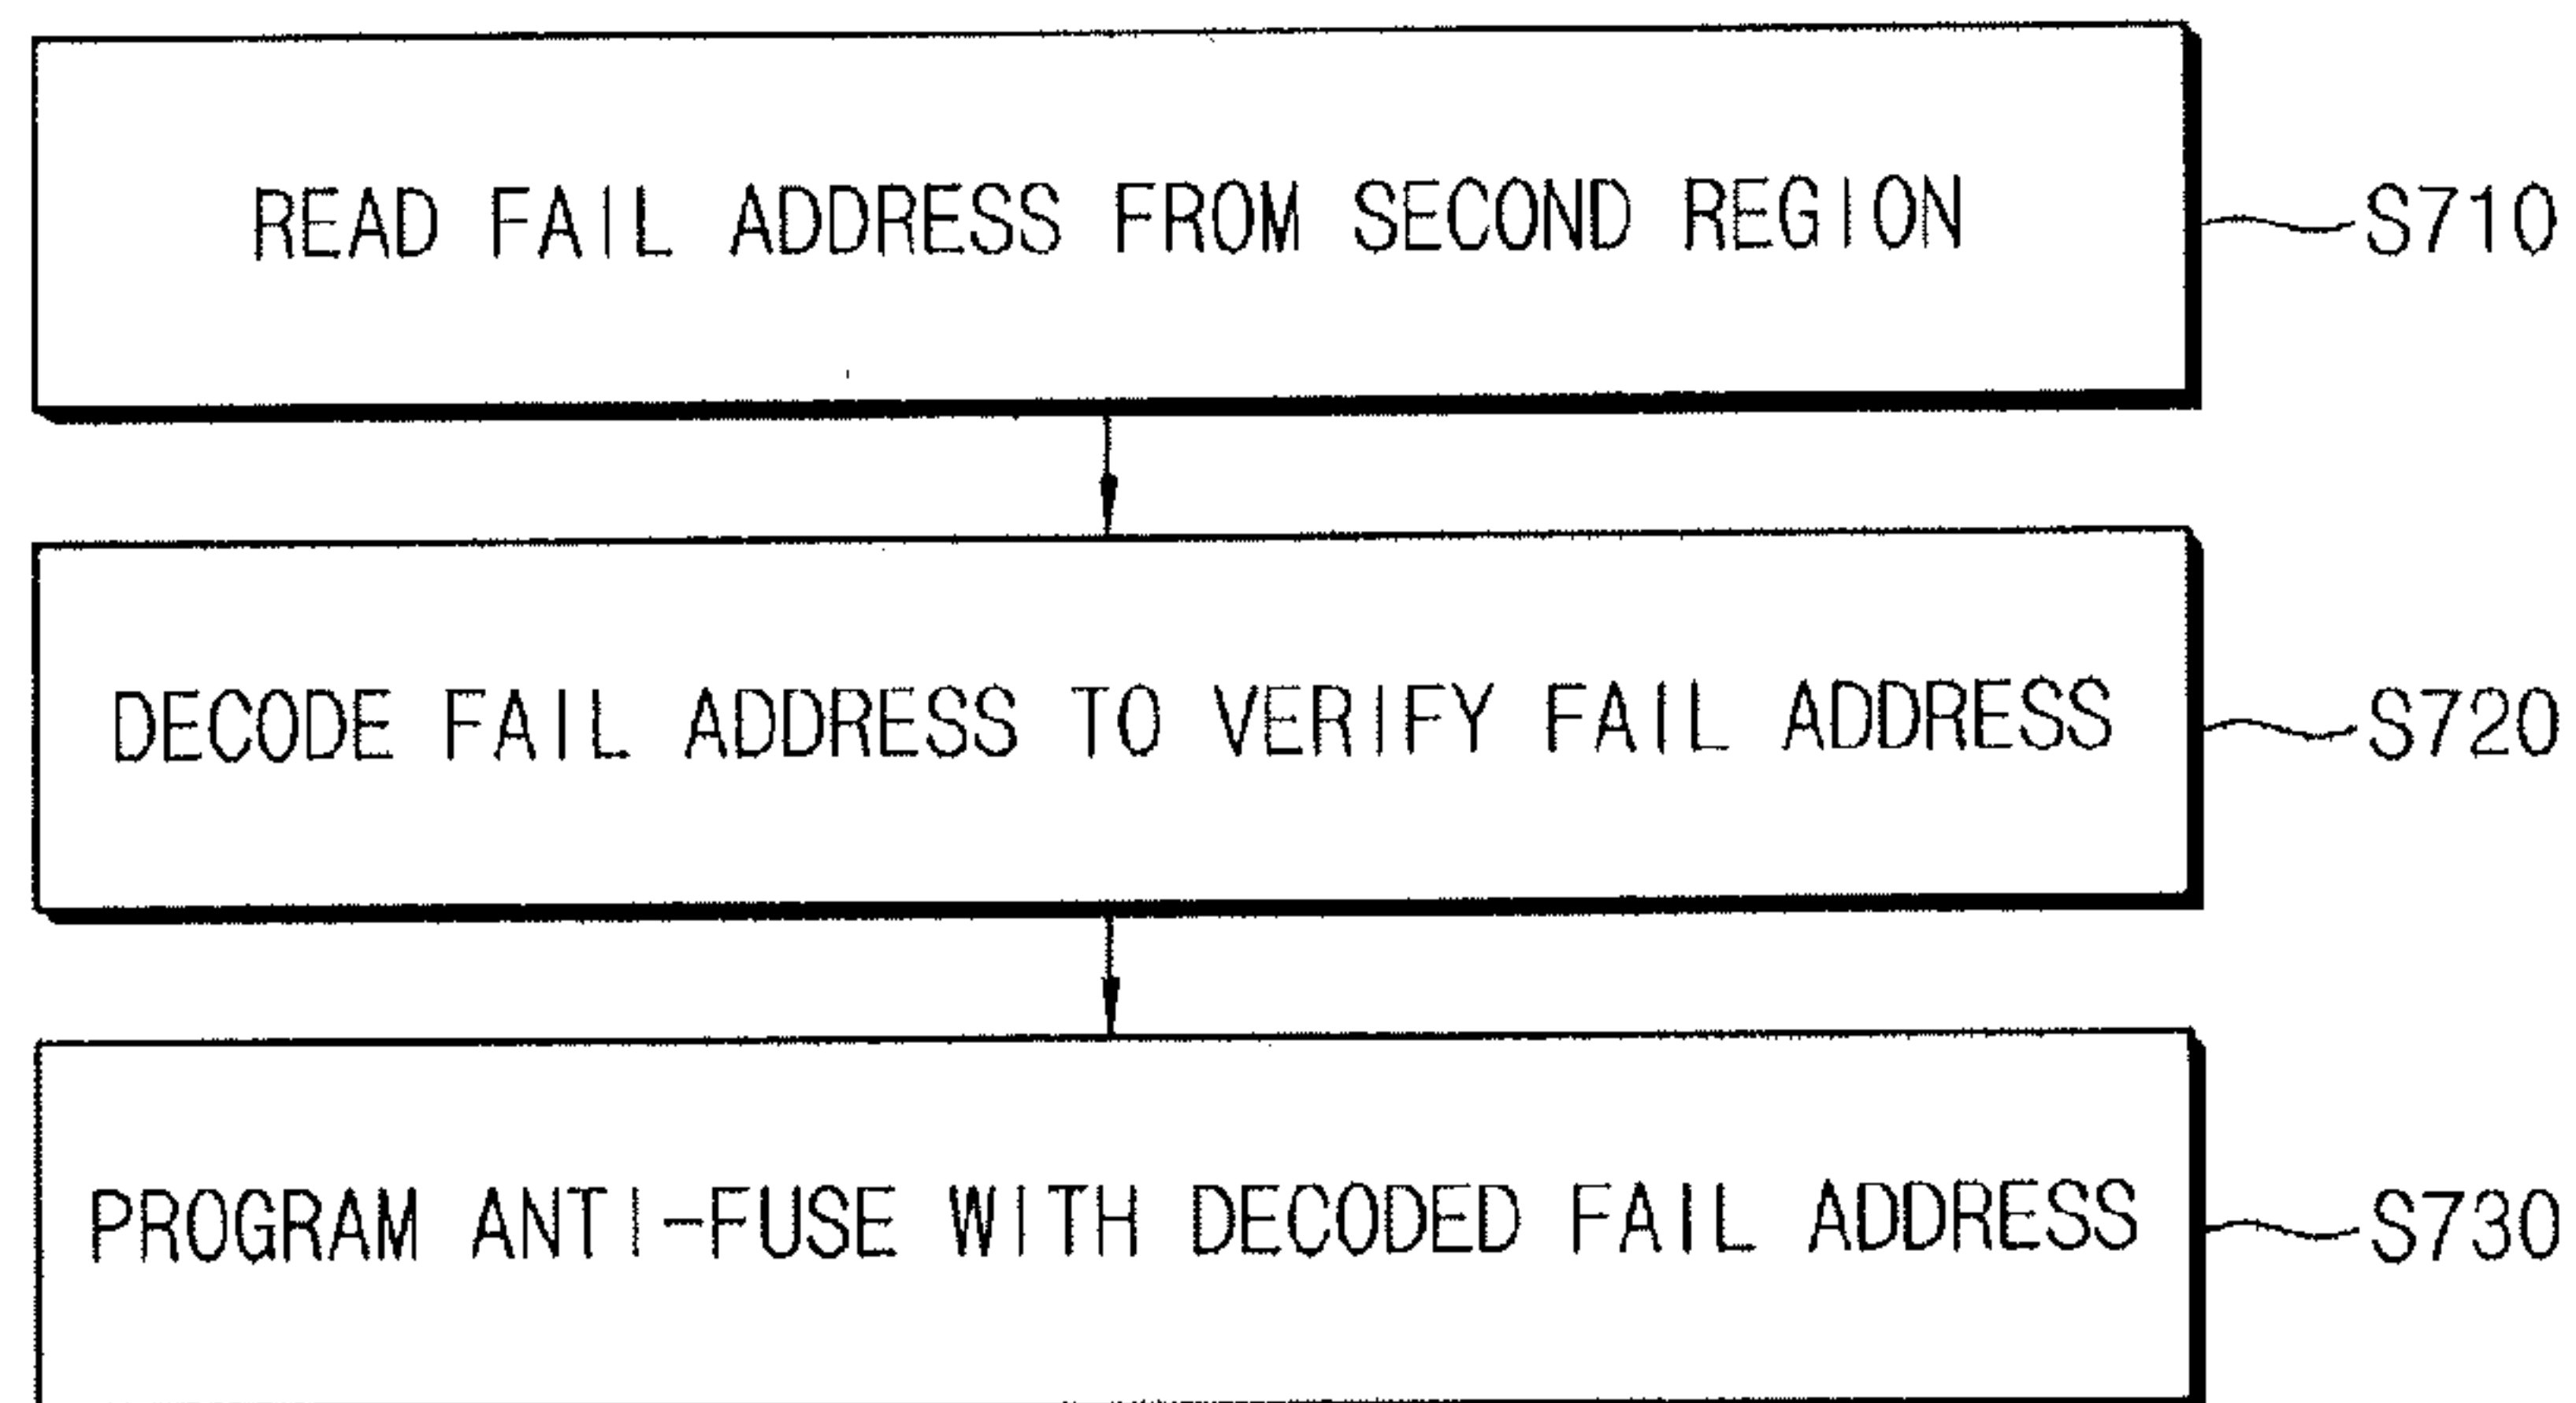 READ FAIL ADDRESS FROM SECOND REGION
S710
DECODE FAIL ADDRESS TO VERIFY FAIL ADDRESS
S720
PROGRAM ANTI-FUSE WITH DECODED FAIL ADDRESS
S730